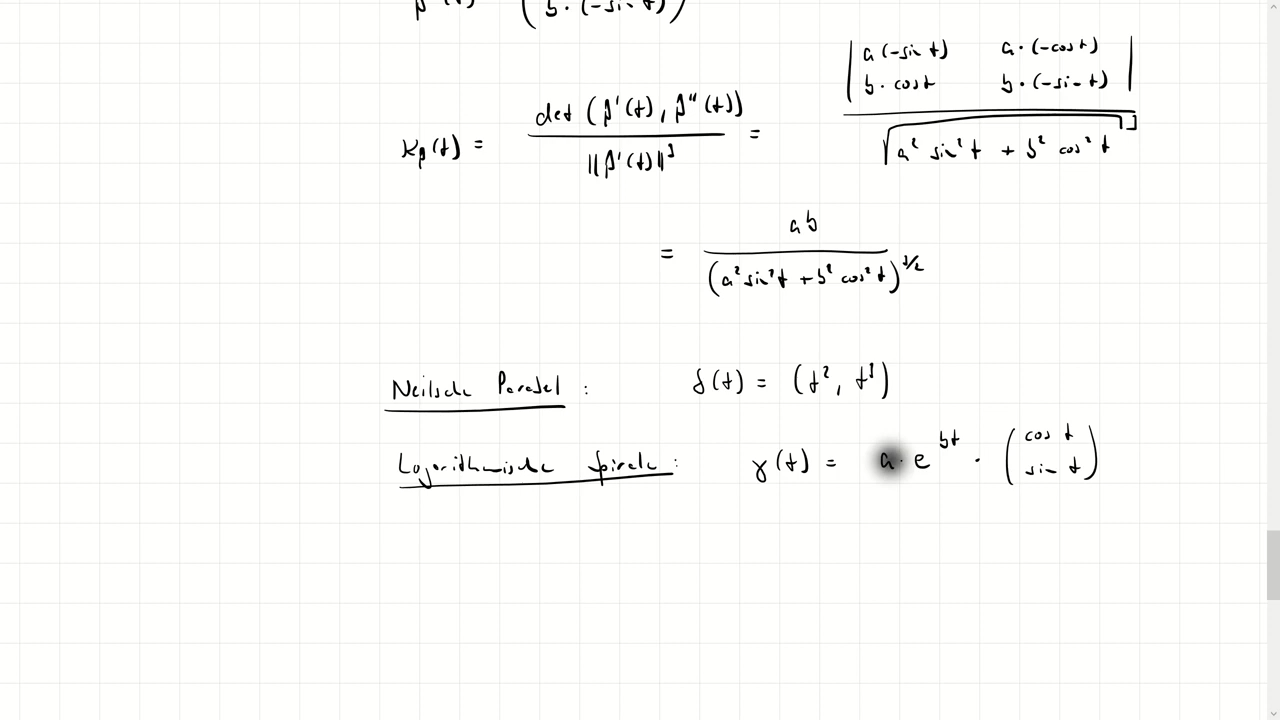 β''(t) (b · (-sin t))
κ_β(t) = det (β'(t), β''(t)) / ||β'(t)||³ = | a (-sin t) a · (-cos t) ; b · cos t b · (-sin t) | / √(a² sin² t + b² cos² t)³
= ab / (a² sin² t + b² cos² t)^3/2
Neilsche Parabel : δ(t) = (t², t³)
Logarithmische Spirale : γ(t) = a · e^bt · (cos t ; sin t)